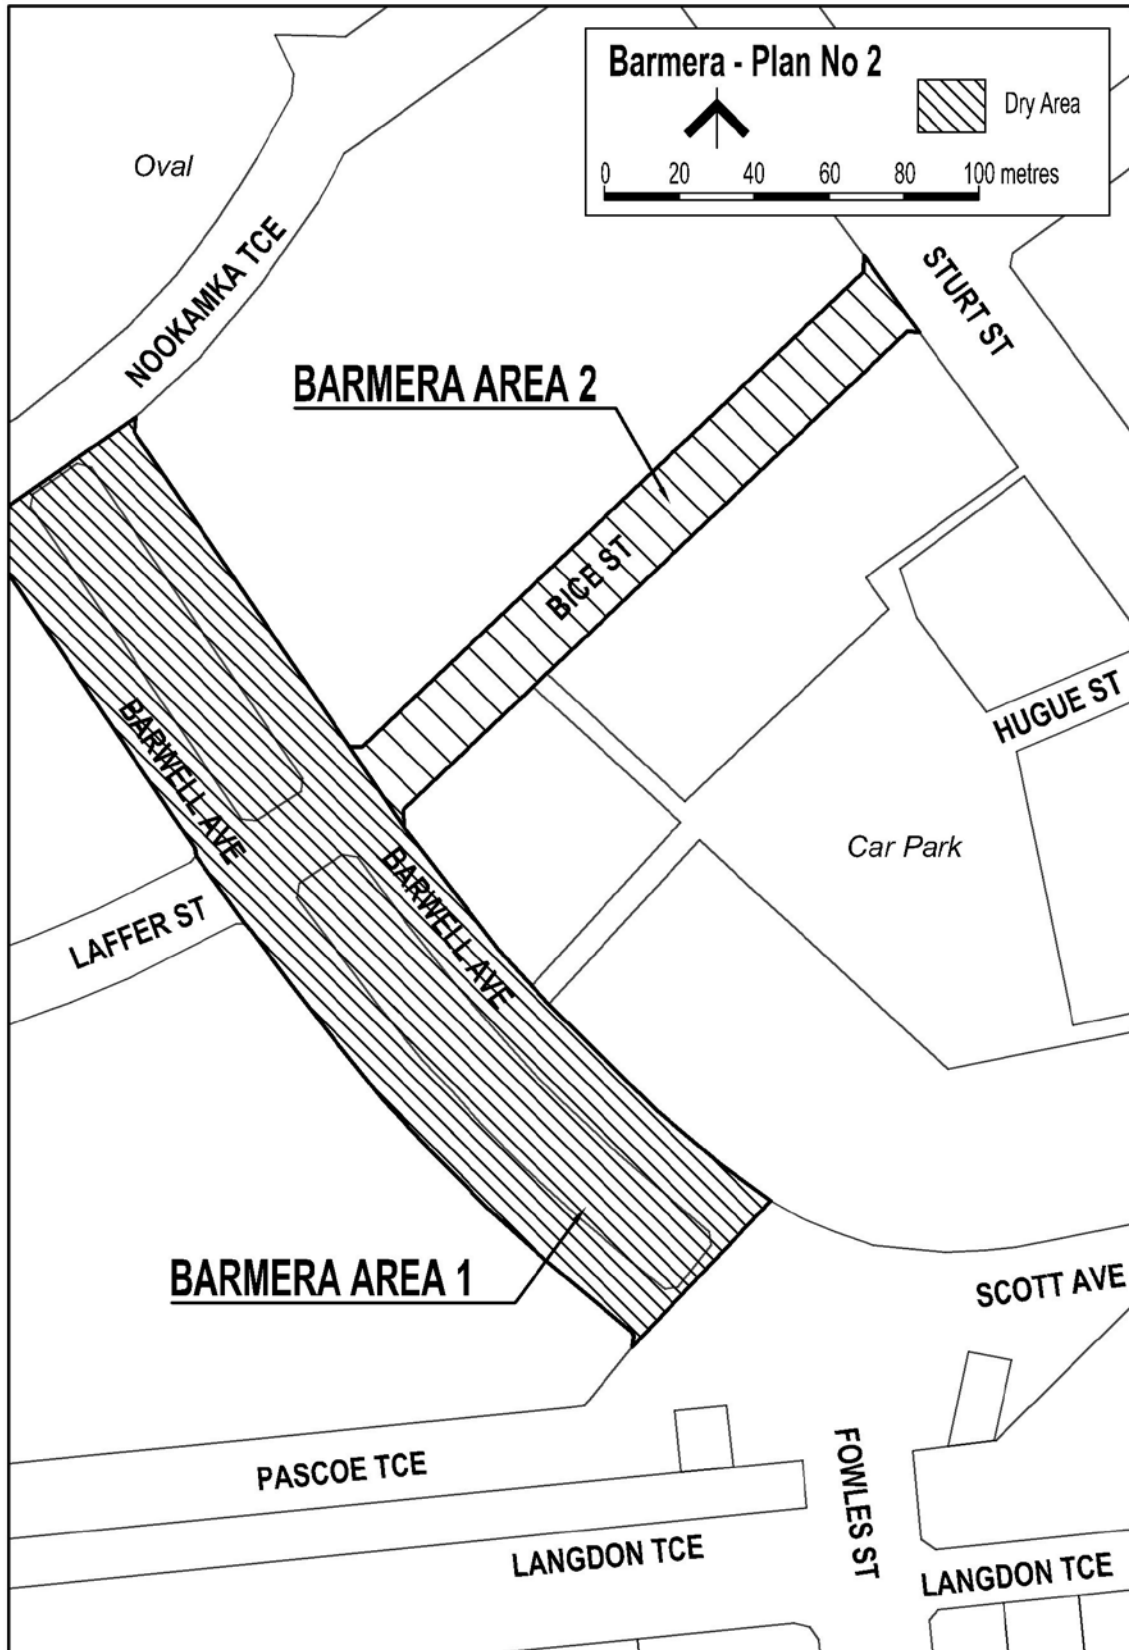 Barmera - Plan No 2
Dry Area
0 20 40 60 80 100 metres
Oval
NOOKAMKA TCE
STURT ST
BARMERA AREA 2
BICE ST
HUGUE ST
BARWELL AVE
BARWELL AVE
Car Park
LAFFER ST
BARMERA AREA 1
SCOTT AVE
PASCOE TCE
FOWLES ST
LANGDON TCE
LANGDON TCE